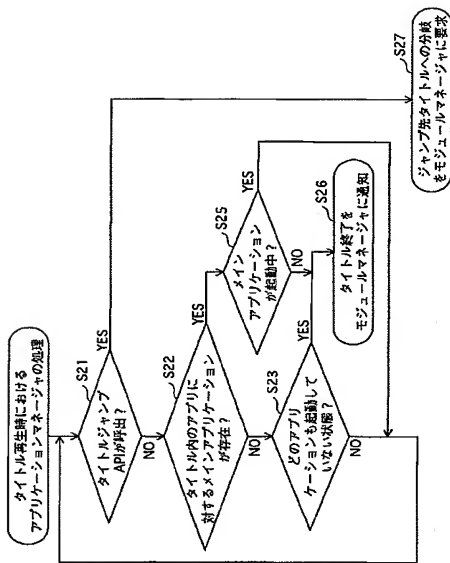 タイトル再生時における
アプリケーションマネージャの処理
S21
タイトルジャンプ
APIが呼出?
YES
NO
S22
タイトル内のアプリに
対するメインアプリケーション
が存在?
YES
NO
S25
メイン
アプリケーション
が起動中?
YES
NO
S23
どのアプリ
ケーションも起動して
いない状態?
YES
NO
S26
タイトル終了を
モジュールマネージャに通知
S27
ジャンプ先タイトルへの分岐
をモジュールマネージャに要求